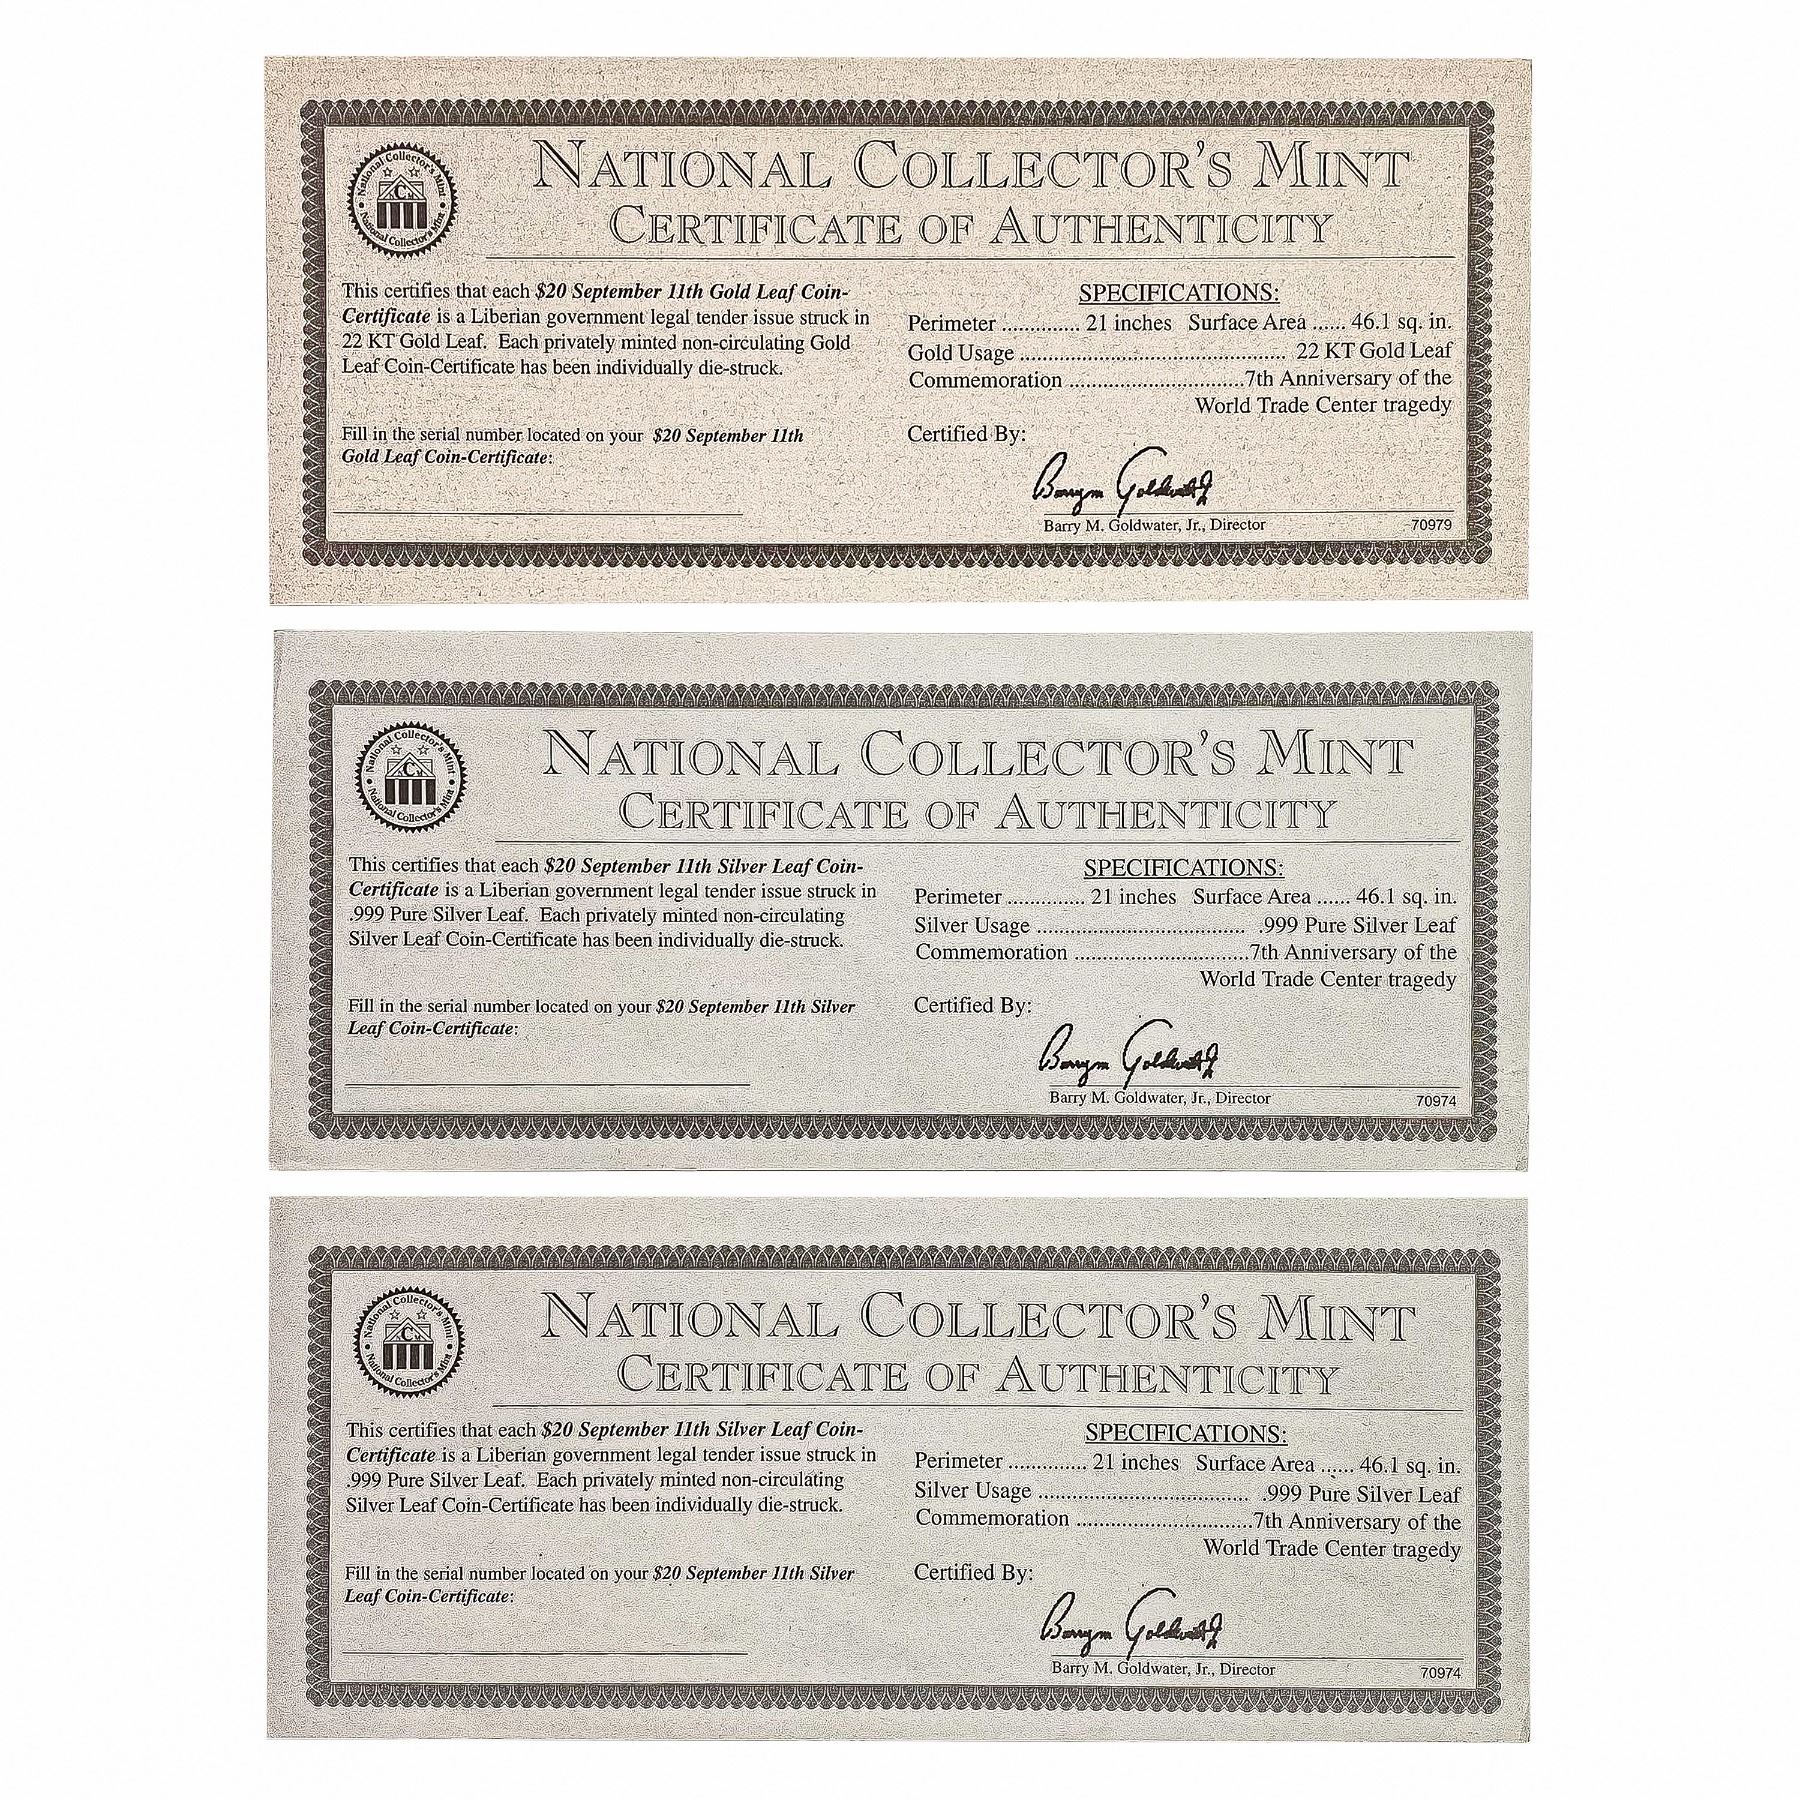 National Collector's Mint
National Collector's Mint
C
NATIONAL COLLECTOR'S MINT
CERTIFICATE OF AUTHENTICITY
This certifies that each $20 September 11th Gold Leaf Coin-
Certificate is a Liberian government legal tender issue struck in
22 KT Gold Leaf. Each privately minted non-circulating Gold
Leaf Coin-Certificate has been individually die-struck.
Fill in the serial number located on your $20 September 11th
Gold Leaf Coin-Certificate:
SPECIFICATIONS:
Perimeter .............. 21 inches Surface Area ...... 46.1 sq. in.
Gold Usage ................................................ 22 KT Gold Leaf
Commemoration ...............................7th Anniversary of the
World Trade Center tragedy
Certified By:
Barry M Goldwater Jr
Barry M. Goldwater, Jr., Director 70979
National Collector's Mint
National Collector's Mint
C
NATIONAL COLLECTOR'S MINT
CERTIFICATE OF AUTHENTICITY
This certifies that each $20 September 11th Silver Leaf Coin-
Certificate is a Liberian government legal tender issue struck in
.999 Pure Silver Leaf. Each privately minted non-circulating
Silver Leaf Coin-Certificate has been individually die-struck.
Fill in the serial number located on your $20 September 11th Silver
Leaf Coin-Certificate:
SPECIFICATIONS:
Perimeter .............. 21 inches Surface Area ...... 46.1 sq. in.
Silver Usage ..................................... .999 Pure Silver Leaf
Commemoration ...............................7th Anniversary of the
World Trade Center tragedy
Certified By:
Barry M Goldwater Jr
Barry M. Goldwater, Jr., Director 70974
National Collector's Mint
National Collector's Mint
C
NATIONAL COLLECTOR'S MINT
CERTIFICATE OF AUTHENTICITY
This certifies that each $20 September 11th Silver Leaf Coin-
Certificate is a Liberian government legal tender issue struck in
.999 Pure Silver Leaf. Each privately minted non-circulating
Silver Leaf Coin-Certificate has been individually die-struck.
Fill in the serial number located on your $20 September 11th Silver
Leaf Coin-Certificate:
SPECIFICATIONS:
Perimeter .............. 21 inches Surface Area ...... 46.1 sq. in.
Silver Usage ..................................... .999 Pure Silver Leaf
Commemoration ...............................7th Anniversary of the
World Trade Center tragedy
Certified By:
Barry M Goldwater Jr
Barry M. Goldwater, Jr., Director 70974